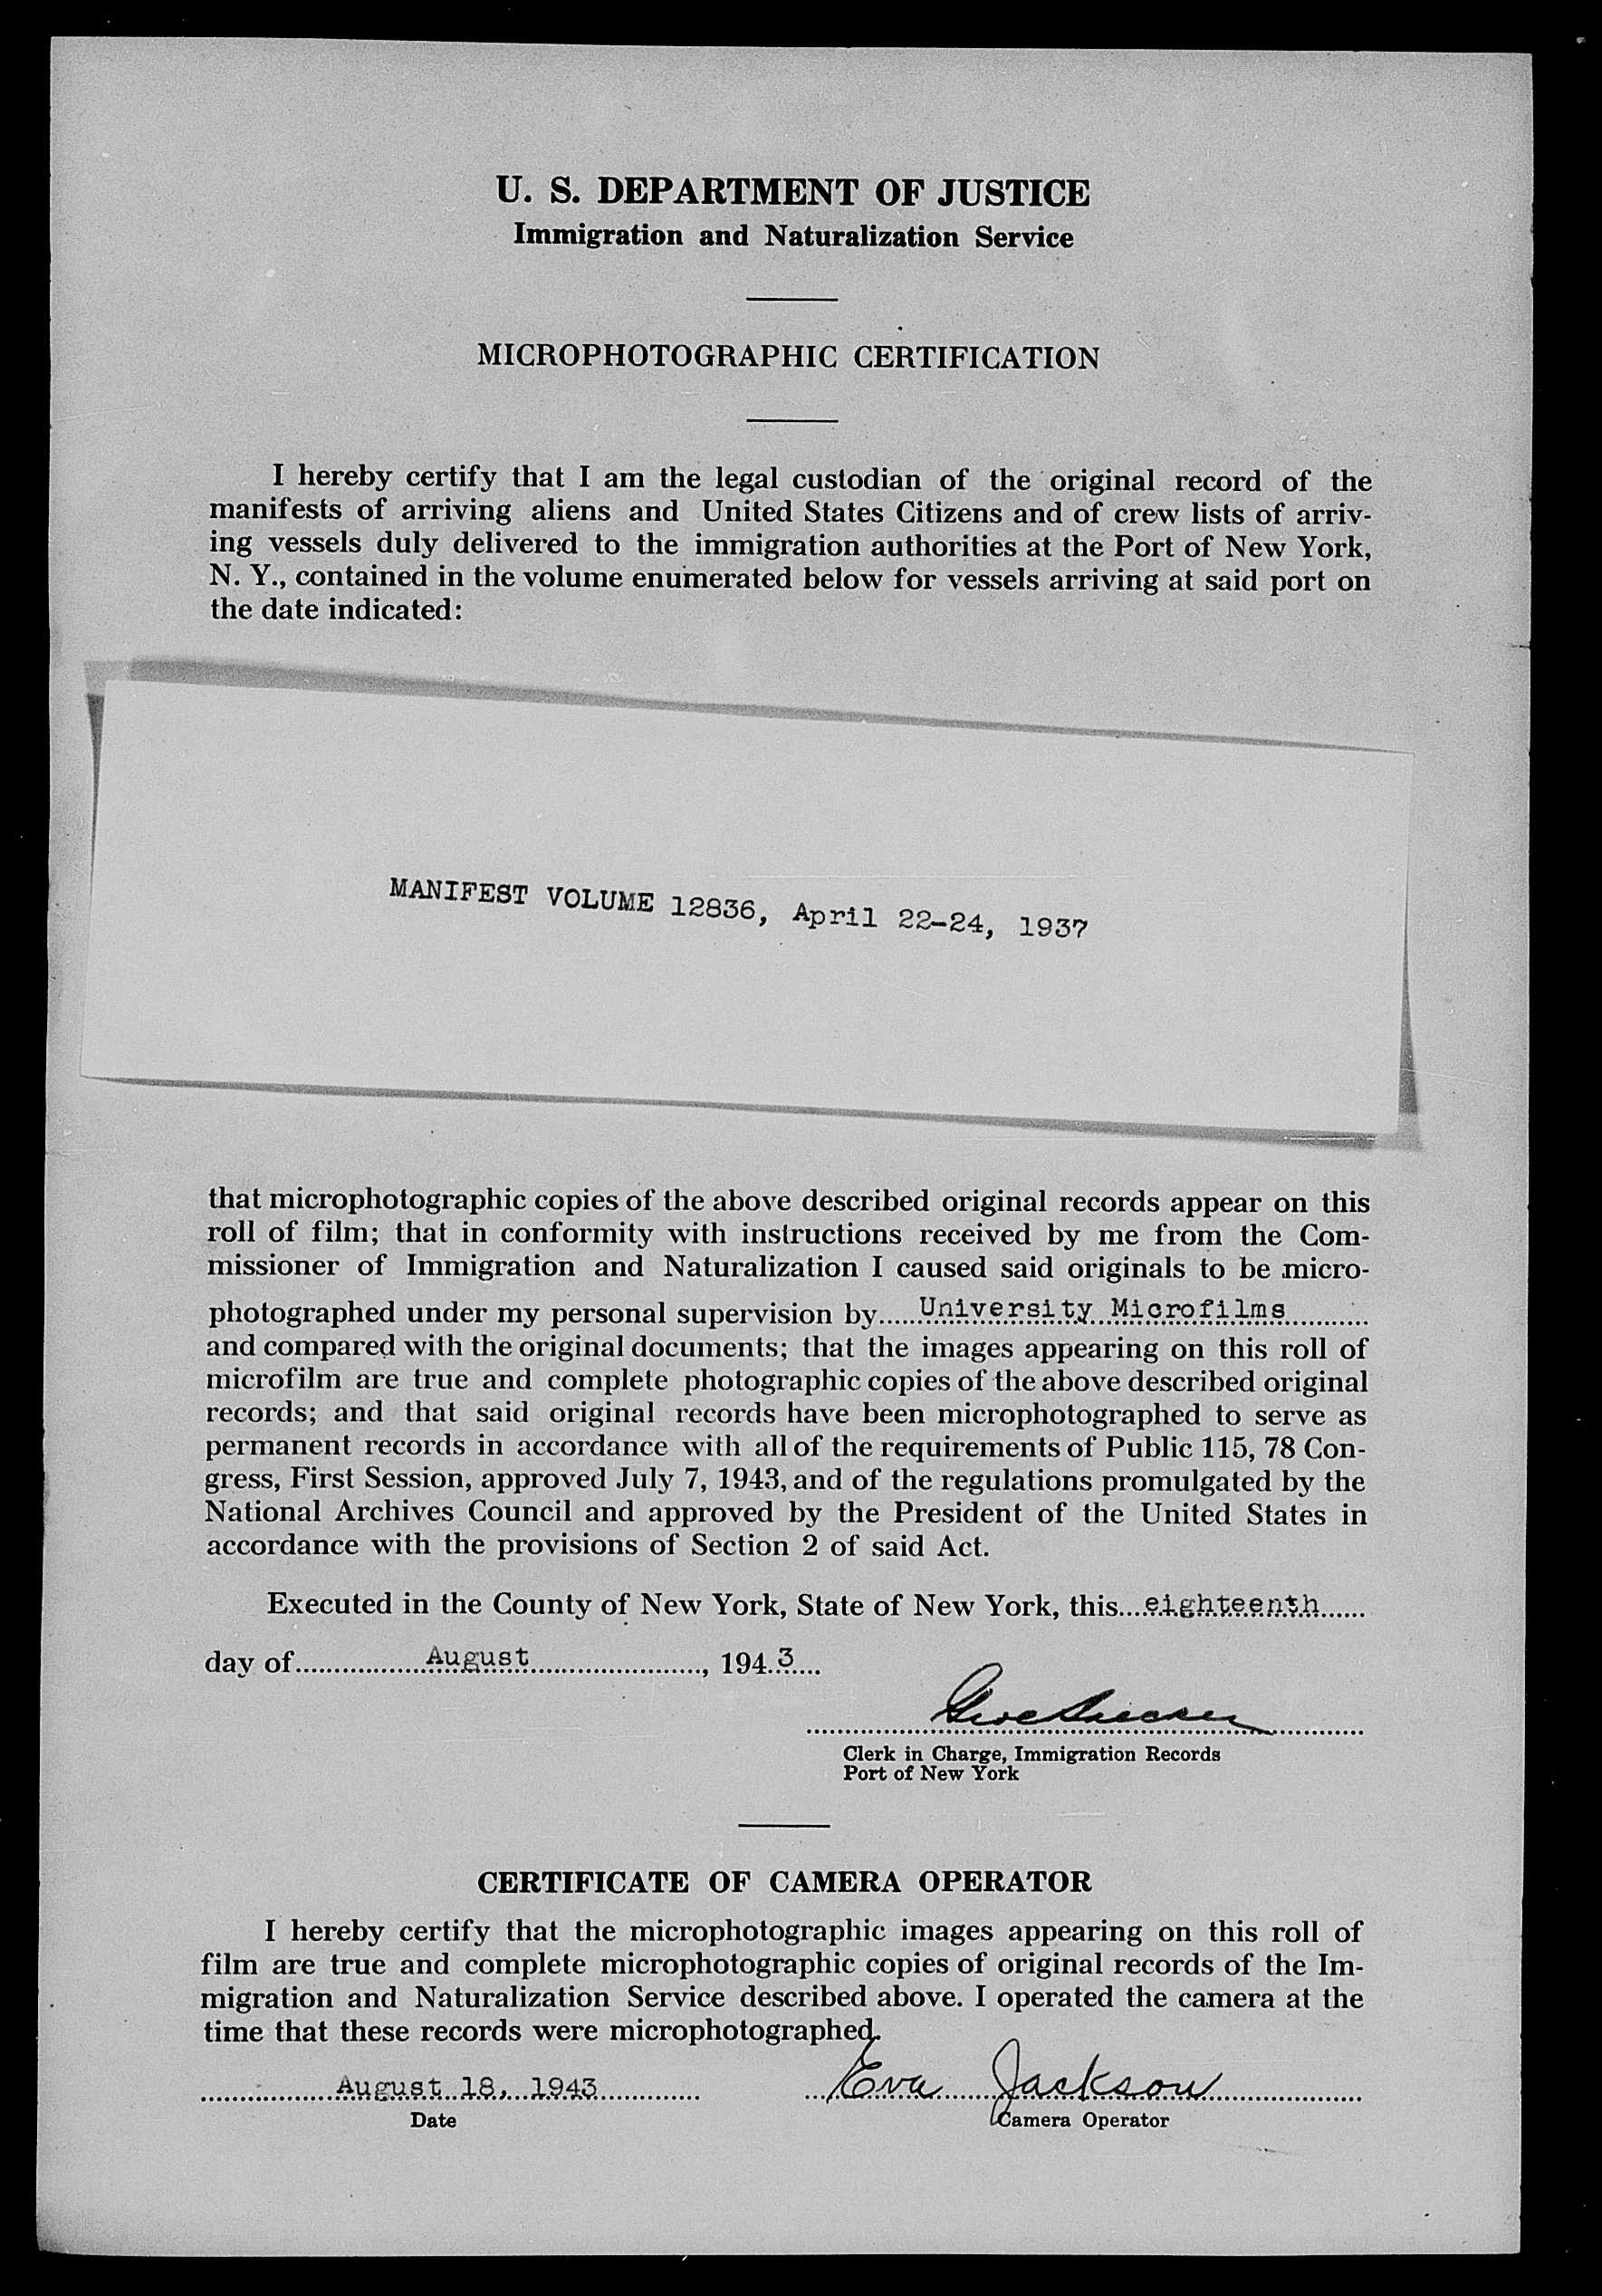 U. S. DEPARTMENT OF JUSTICE
Immigration and Naturalization Service
MICROPHOTOGRAPHIC CERTIFICATION
I hereby certify that I am the legal custodian of the original record of the
manifests of arriving aliens and United States Citizens and of crew lists of arriv-
ing vessels duly delivered to the immigration authorities at the Port of New York,
N. Y., contained in the volume enumerated below for vessels arriving at said port on
the date indicated:
MANIFEST VOLUME 12836, April 22-24, 1937
that microphotographic copies of the above described original records appear on this
roll of film; that in conformity with instructions received by me from the Com-
missioner of Immigration and Naturalization I caused said originals to be micro-
photographed under my personal supervision by University Microfilms
and compared with the original documents; that the images appearing on this roll of
microfilm are true and complete photographic copies of the above described original
records; and that said original records have been microphotographed to serve as
permanent records in accordance with all of the requirements of Public 115, 78 Con-
gress, First Session, approved July 7, 1943, and of the regulations promulgated by the
National Archives Council and approved by the President of the United States in
accordance with the provisions of Section 2 of said Act.
Executed in the County of New York, State of New York, this eighteenth
day of August, 1943
Clerk in Charge, Immigration Records
Port of New York
CERTIFICATE OF CAMERA OPERATOR
I hereby certify that the microphotographic images appearing on this roll of
film are true and complete microphotographic copies of original records of the Im-
migration and Naturalization Service described above. I operated the camera at the
time that these records were microphotographed.
August 18, 1943 Eva Jackson
Date Camera Operator